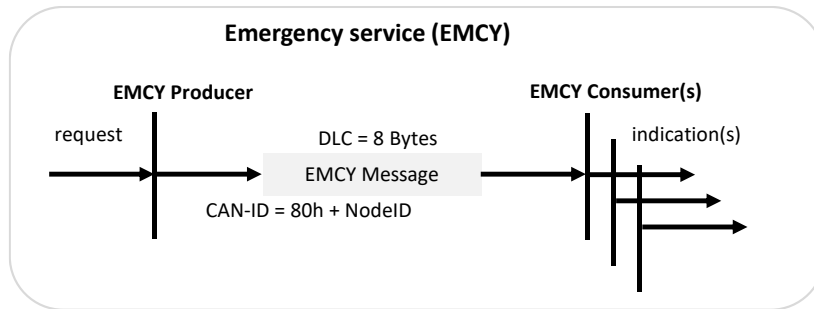 Emergency service (EMCY)
EMCY Producer
EMCY Consumer(s)
request
DLC = 8 Bytes
indication(s)
EMCY Message
CAN-ID = 80h + NodeID